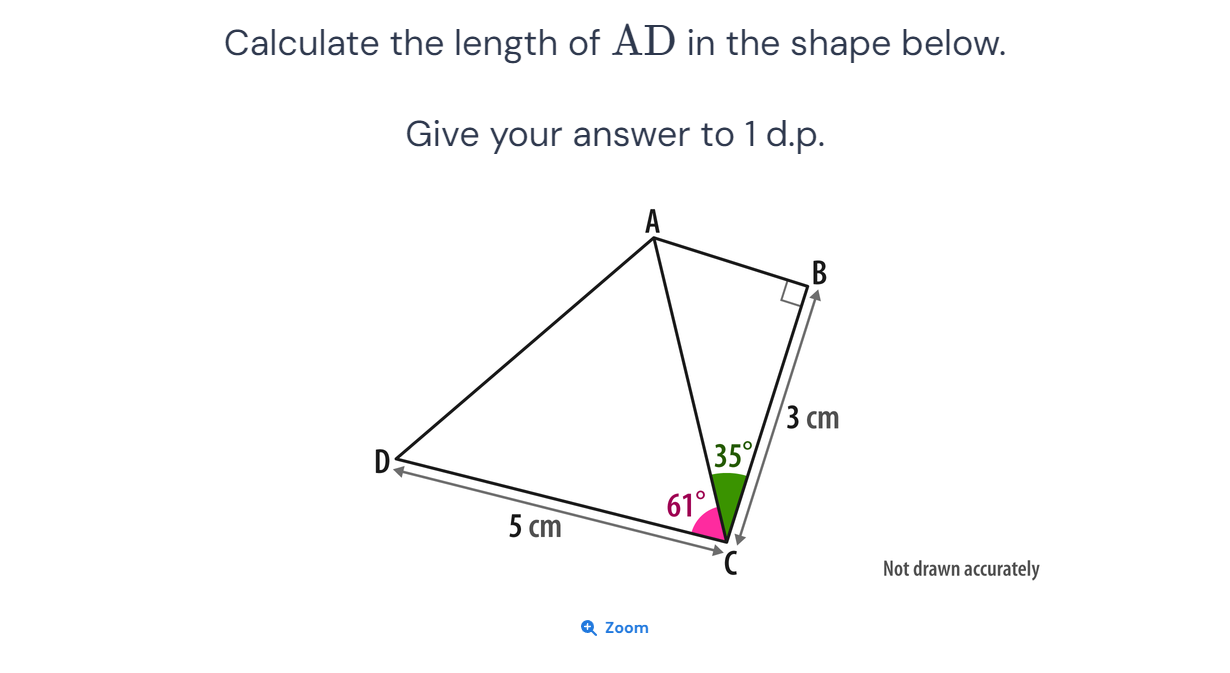 Calculate the length of AD in the shape below.
Give your answer to 1 d.p.
A
B
3 cm
35°
D
61°
5 cm
C
Not drawn accurately
Zoom